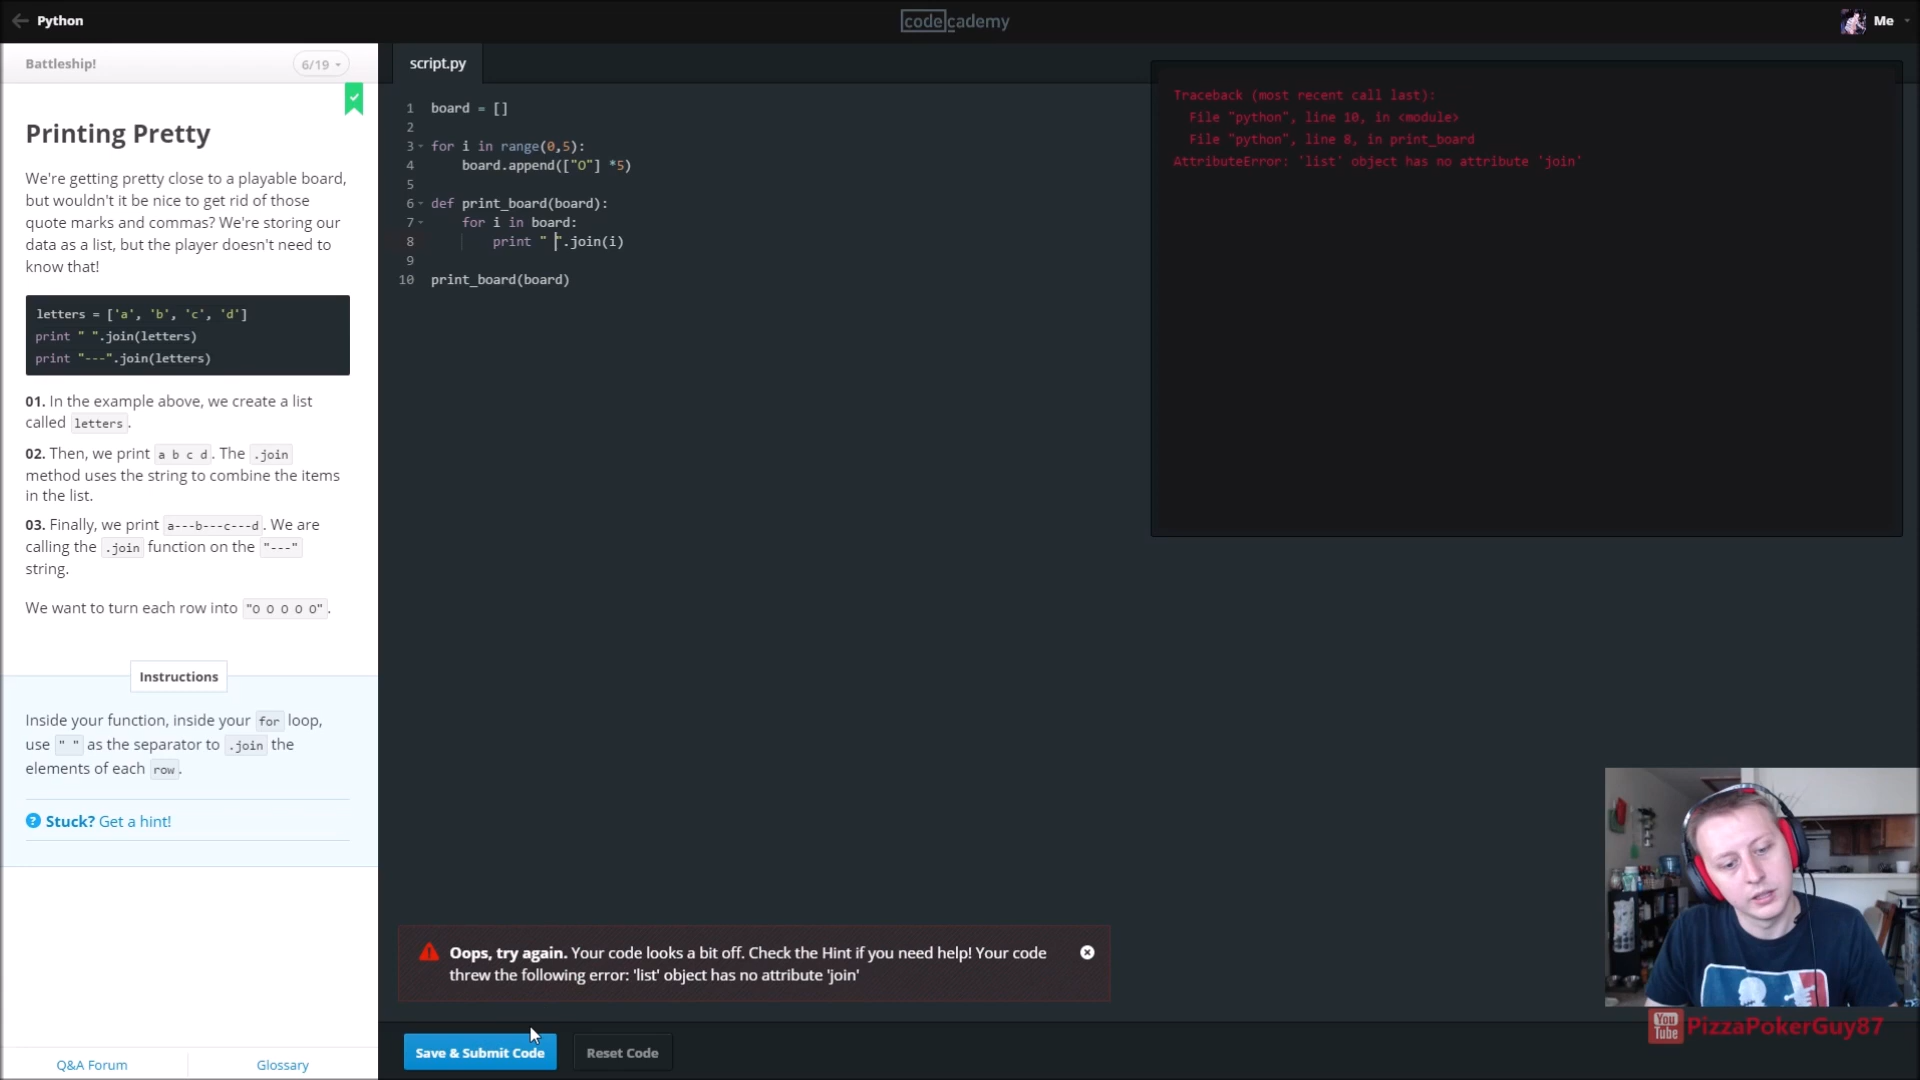 Python
codecademy
Me
Battleship!
6/19
script.py
Printing Pretty
We're getting pretty close to a playable board,
but wouldn't it be nice to get rid of those
quote marks and commas? We're storing our
data as a list, but the player doesn't need to
know that!
letters = ['a', 'b', 'c', 'd']
print " ".join(letters)
print "---".join(letters)
01. In the example above, we create a list
called letters.
02. Then, we print a b c d. The .join
method uses the string to combine the items
in the list.
03. Finally, we print a---b---c---d. We are
calling the .join function on the "---"
string.
We want to turn each row into "O O O O O".
Instructions
Inside your function, inside your for loop,
use " " as the separator to .join the
elements of each row.
Stuck? Get a hint!
Q&A Forum
Glossary
1 board = []
2
3 for i in range(0,5):
4     board.append(["O"] *5)
5
6 def print_board(board):
7     for i in board:
8         print " ".join(i)
9
10 print_board(board)
Traceback (most recent call last):
  File "python", line 10, in <module>
  File "python", line 8, in print_board
AttributeError: 'list' object has no attribute 'join'
Oops, try again. Your code looks a bit off. Check the Hint if you need help! Your code
threw the following error: 'list' object has no attribute 'join'
Save & Submit Code
Reset Code
You
Tube
PizzaPokerGuy87